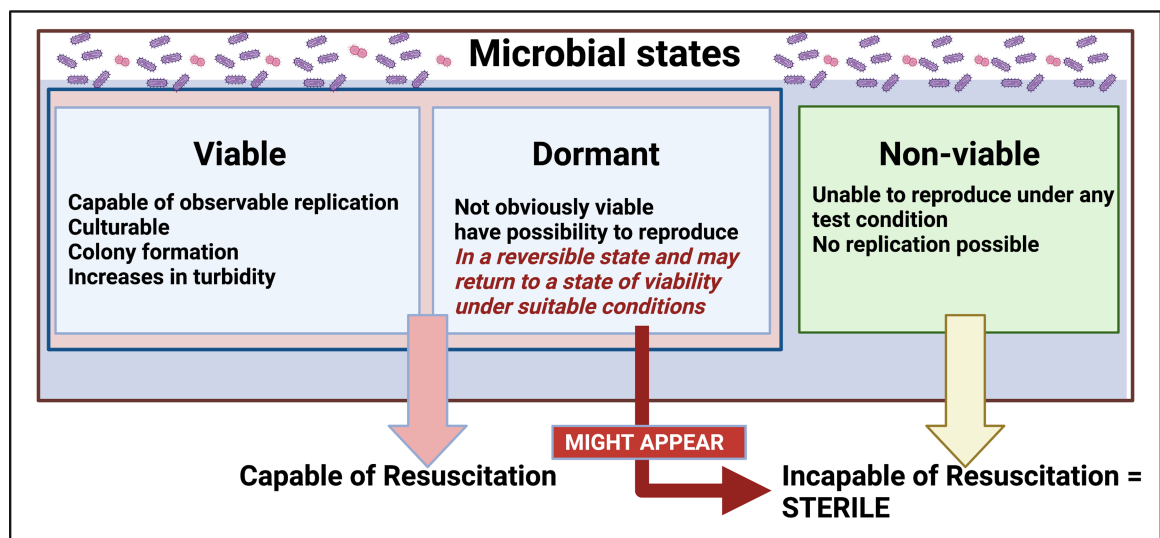 Microbial states
Viable
Capable of observable replication
Culturable
Colony formation
Increases in turbidity
Dormant
Not obviously viable
have possibility to reproduce
In a reversible state and may
return to a state of viability
under suitable conditions
Non-viable
Unable to reproduce under any
test condition
No replication possible
MIGHT APPEAR
Capable of Resuscitation
Incapable of Resuscitation =
STERILE